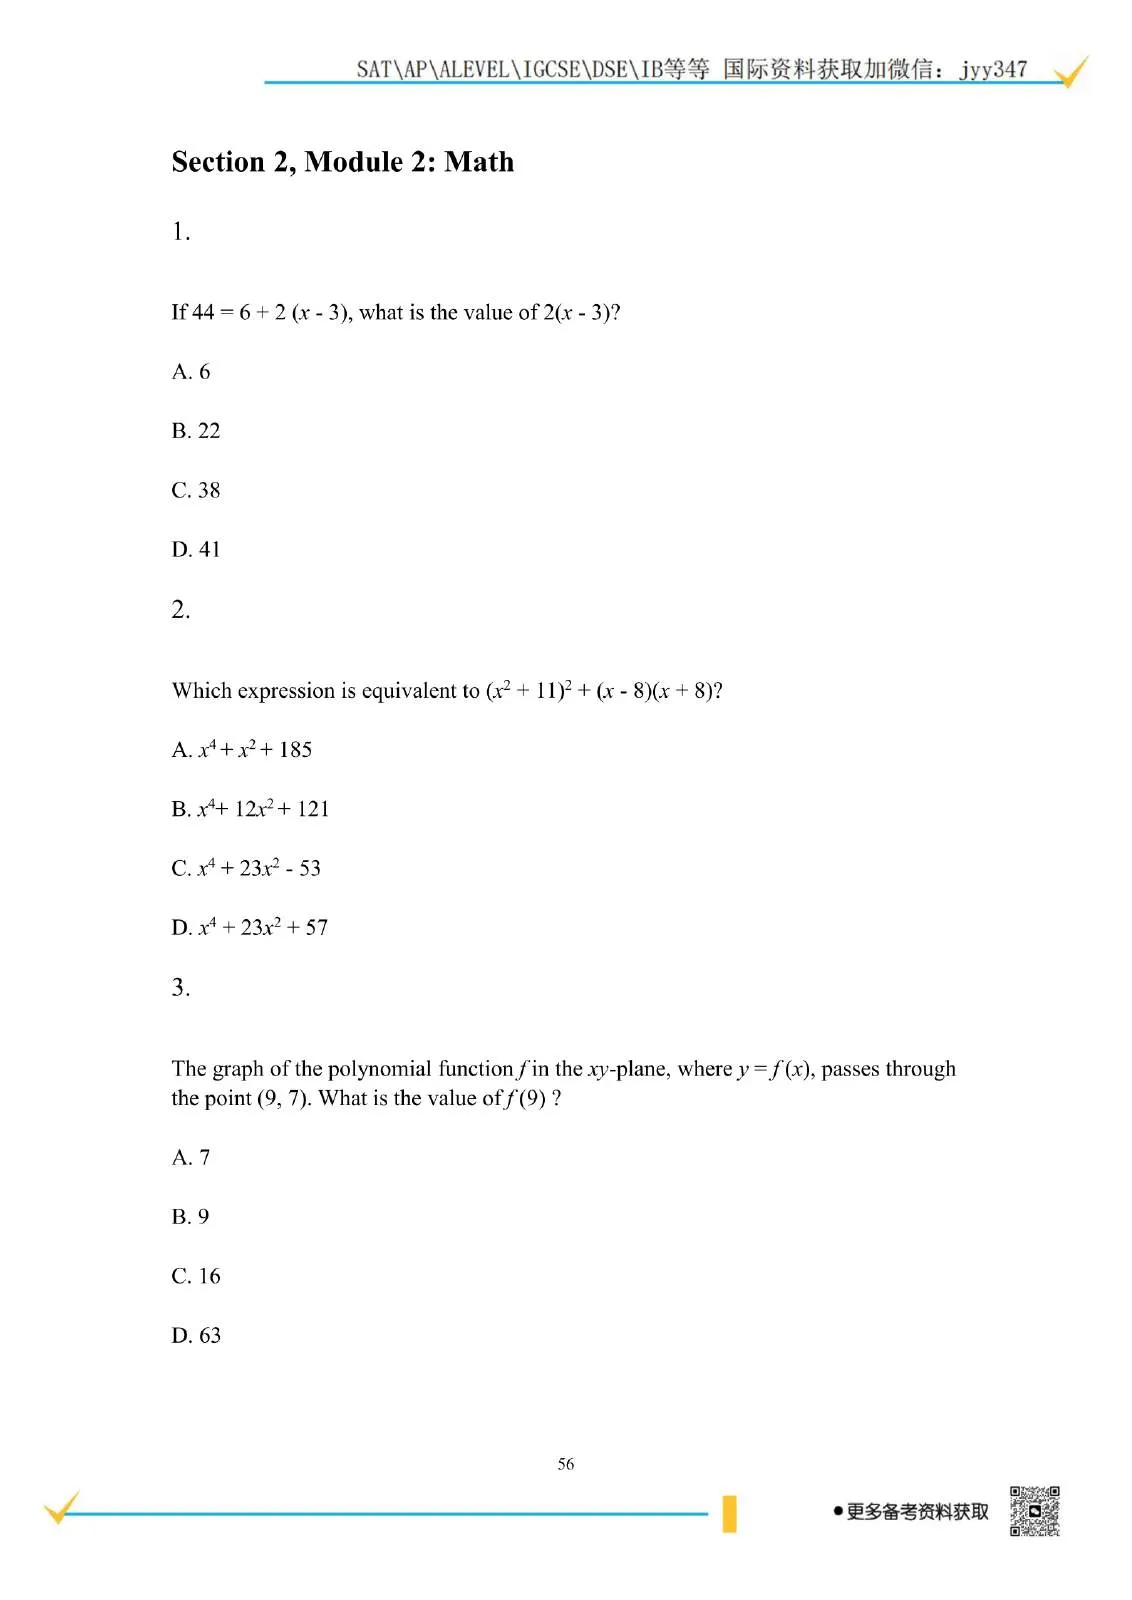 SAT\AP\ALEVEL\IGCSE\DSE\IB等等 国际资料获取加微信：jyy347
Section 2, Module 2: Math
1.
If 44 = 6 + 2 (x - 3), what is the value of 2(x - 3)?
A. 6
B. 22
C. 38
D. 41
2.
Which expression is equivalent to (x² + 11)² + (x - 8)(x + 8)?
A. x⁴ + x² + 185
B. x⁴+ 12x² + 121
C. x⁴ + 23x² - 53
D. x⁴ + 23x² + 57
3.
The graph of the polynomial function f in the xy-plane, where y = f (x), passes through
the point (9, 7). What is the value of f (9) ?
A. 7
B. 9
C. 16
D. 63
56
●更多备考资料获取